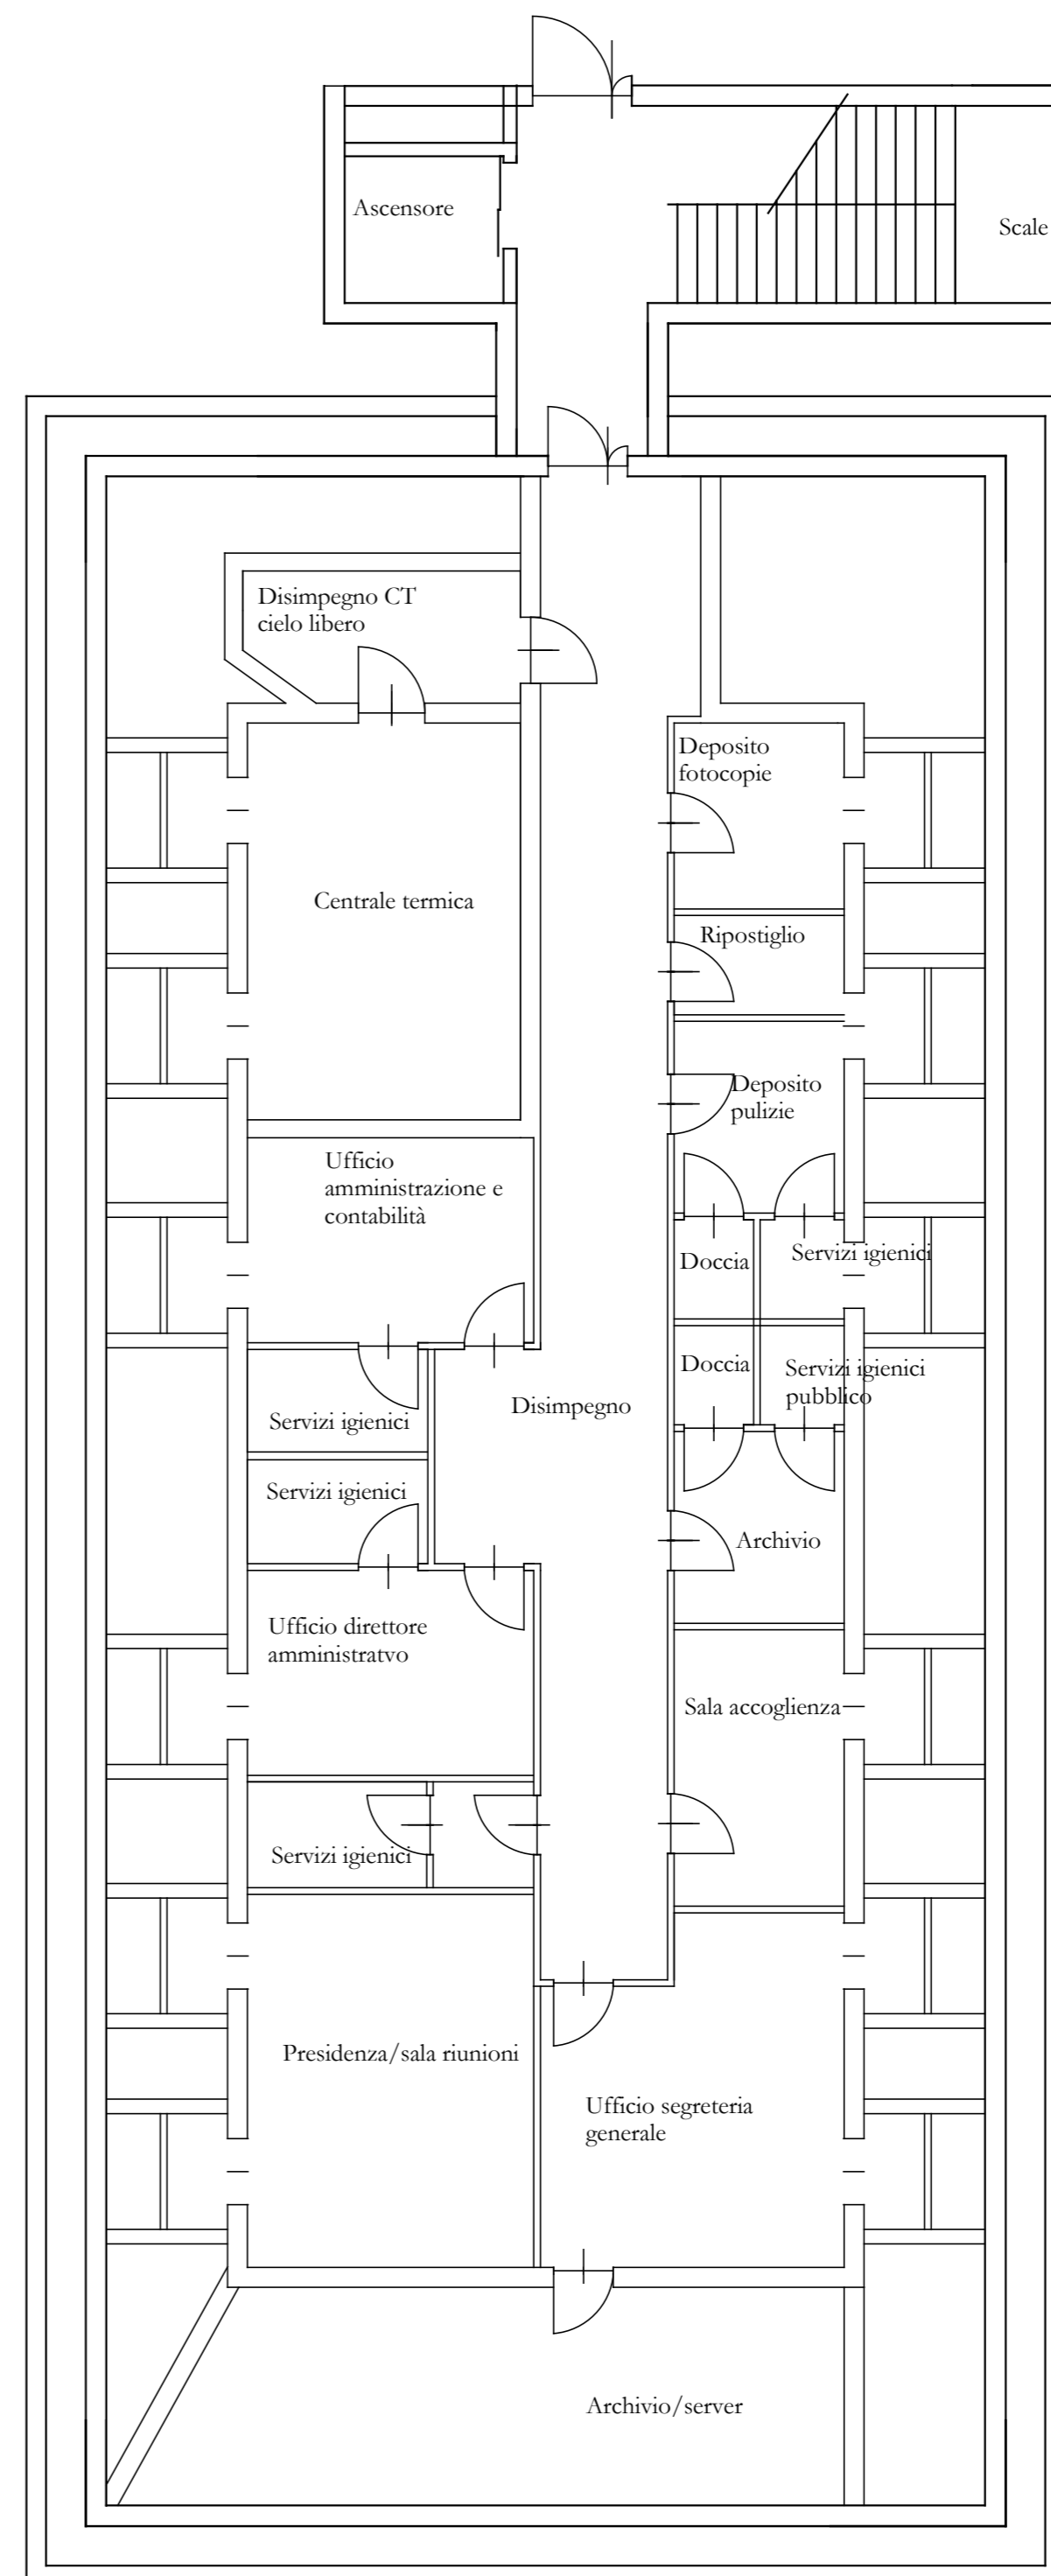 Ascensore
Scale
Disimpegno CT
cielo libero
Deposito
fotocopie
Centrale termica
Ripostiglio
Deposito
pulizie
Ufficio
amministrazione e
contabilità
Doccia
Servizi igienici
Doccia
Servizi igienici
pubblico
Disimpegno
Servizi igienici
Servizi igienici
Archivio
Ufficio direttore
amministratvo
Sala accoglienza
Servizi igienici
Presidenza/sala riunioni
Ufficio segreteria
generale
Archivio/server